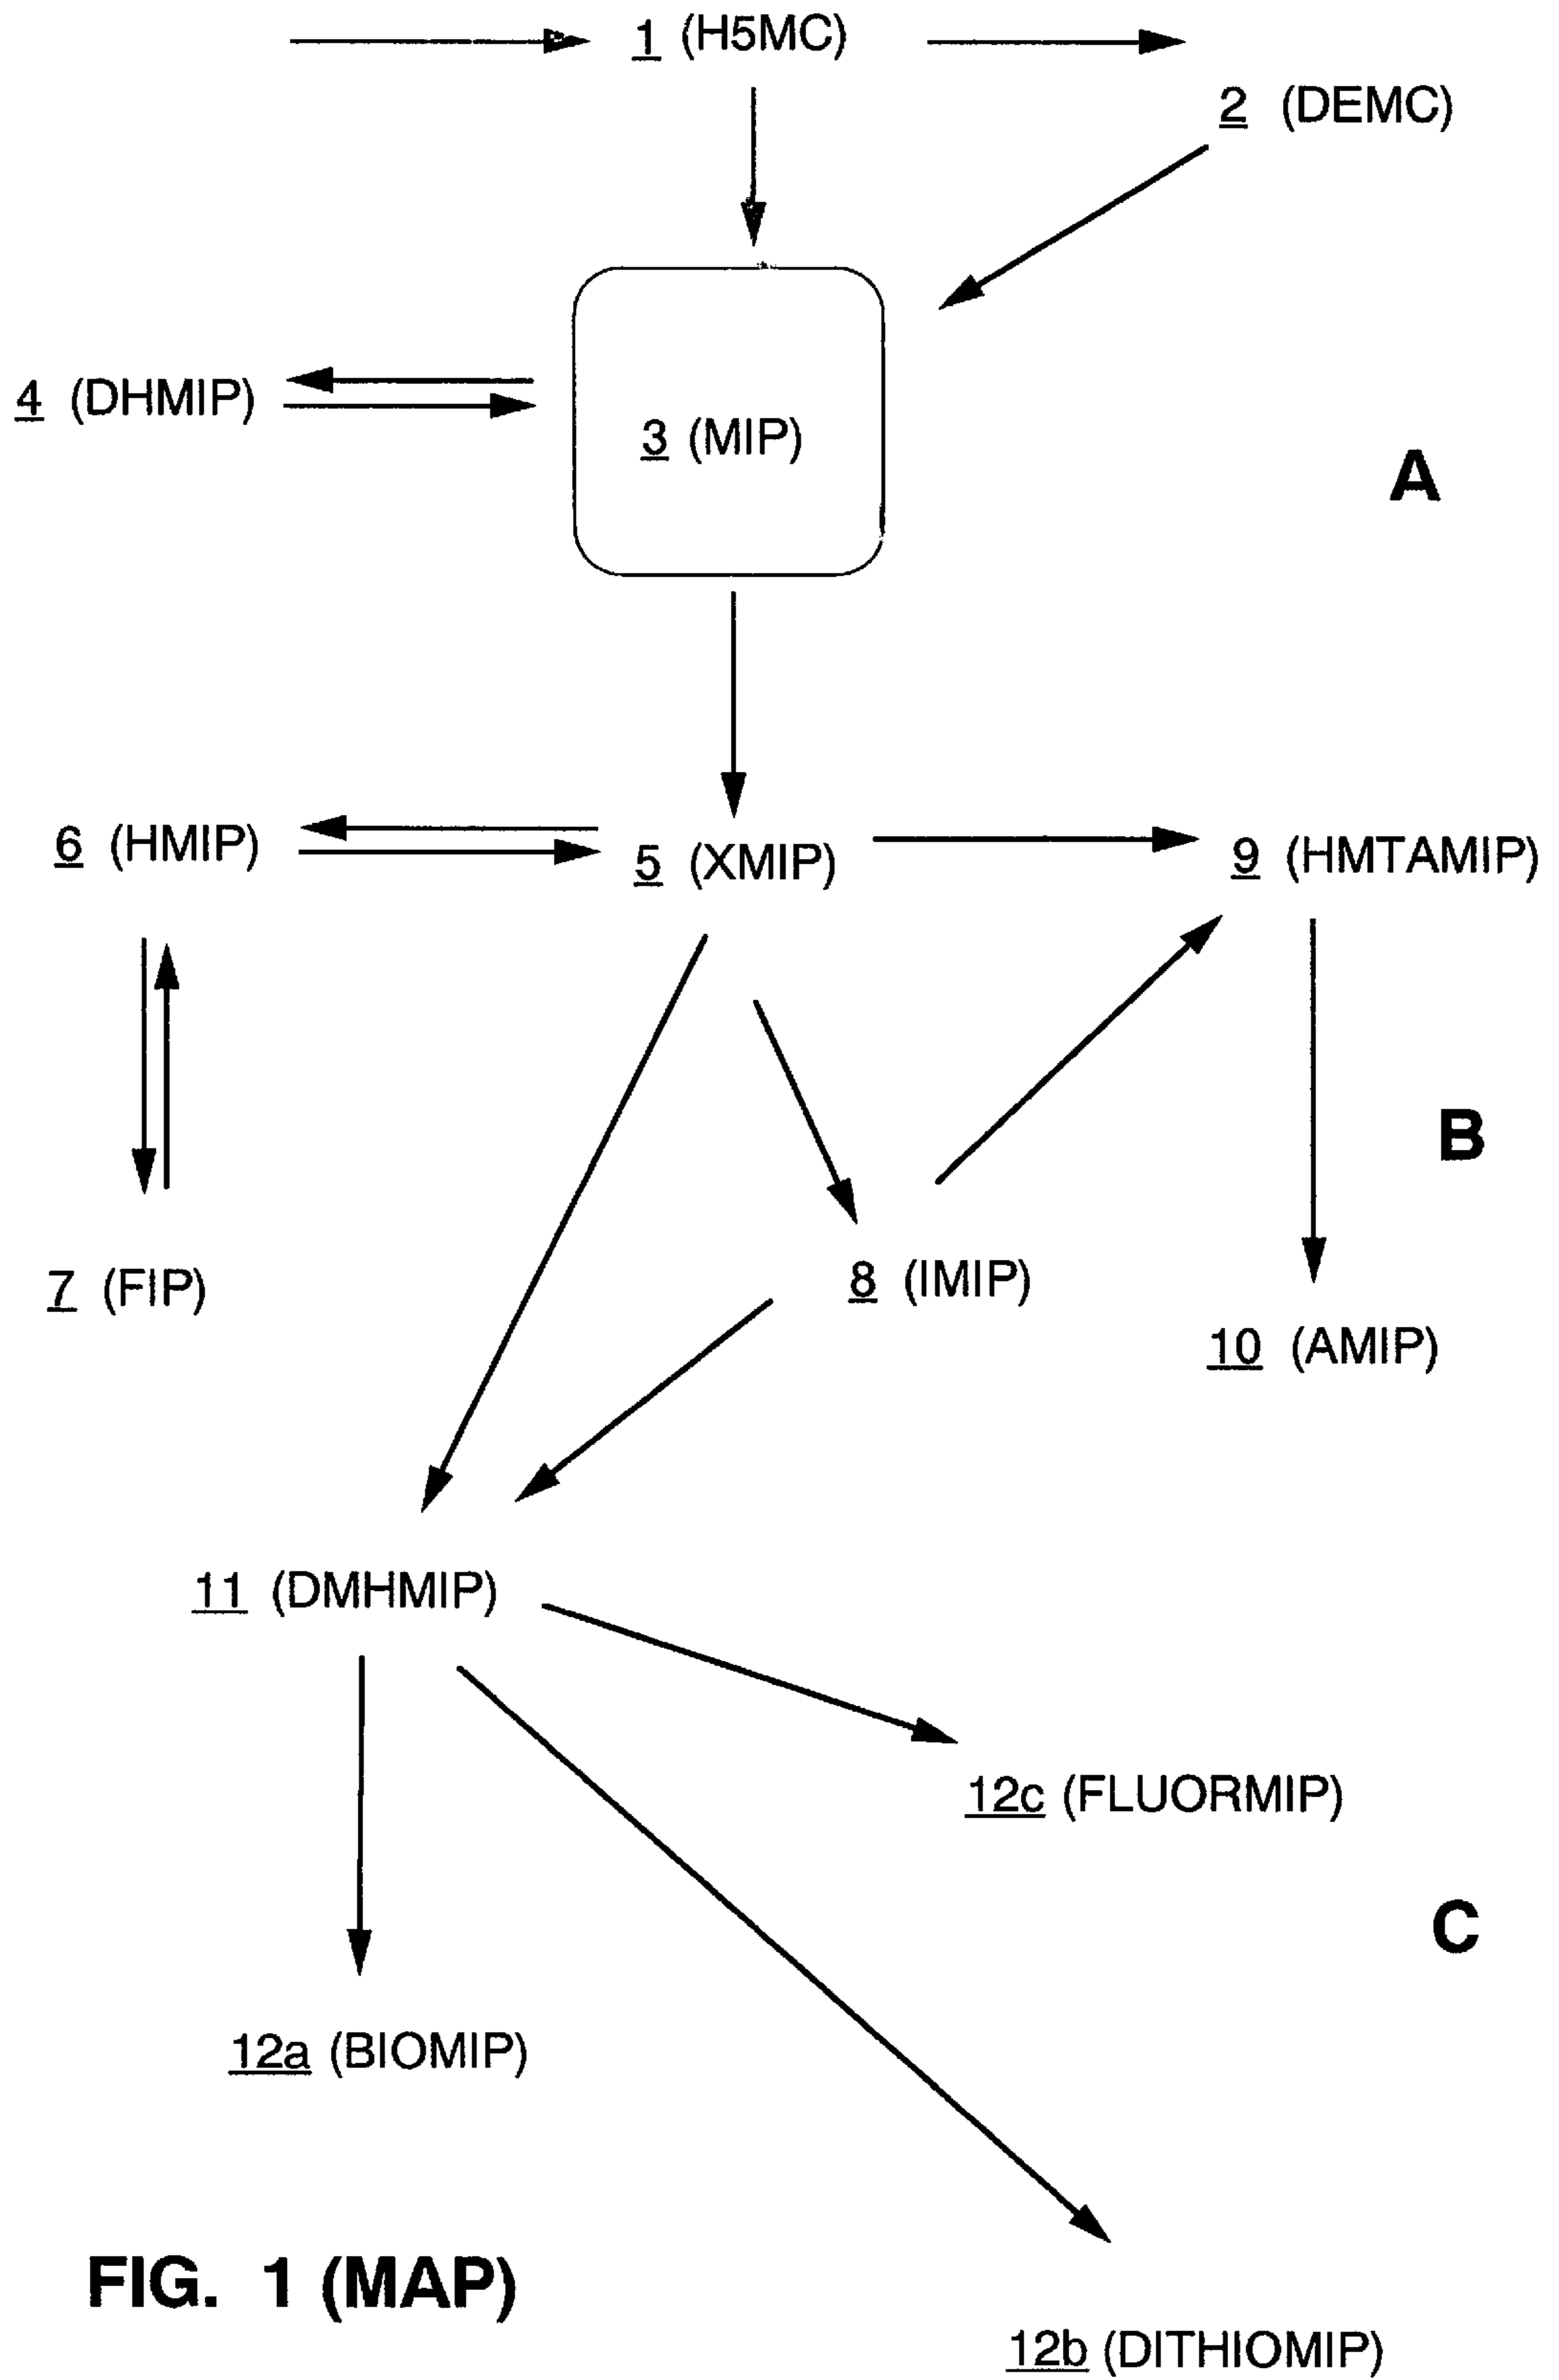 1 (H5MC)
2 (DEMC)
4 (DHMIP)
3 (MIP)
A
6 (HMIP)
5 (XMIP)
9 (HMTAMIP)
B
7 (FIP)
8 (IMIP)
10 (AMIP)
11 (DMHMIP)
12c (FLUORMIP)
C
12a (BIOMIP)
FIG. 1 (MAP)
12b (DITHIOMIP)